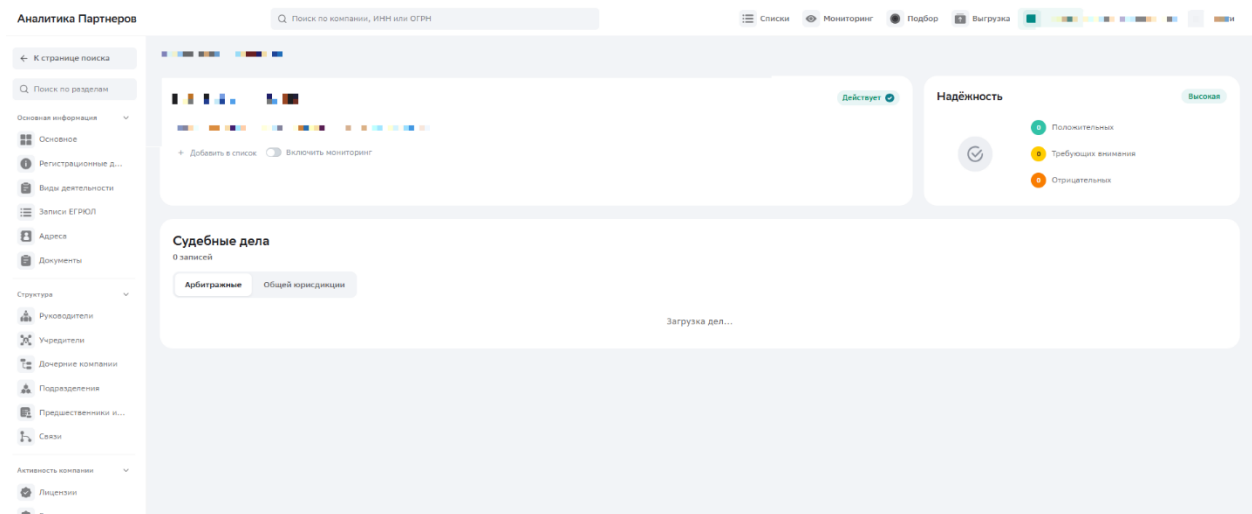 Аналитика Партнеров
Поиск по компании, ИНН или ОГРН
Списки
Мониторинг
Подбор
Выгрузка
К странице поиска
Поиск по разделам
Основная информация
Основное
Регистрационные д...
Виды деятельности
Записи ЕГРЮЛ
Адреса
Документы
Структура
Руководители
Учредители
Дочерние компании
Подразделения
Предшественники и...
Связи
Активность компании
Лицензии
Действует
+ Добавить в список
Включить мониторинг
Надёжность
Высокая
0 Положительных
0 Требующих внимания
0 Отрицательных
Судебные дела
0 записей
Арбитражные
Общей юрисдикции
Загрузка дел...